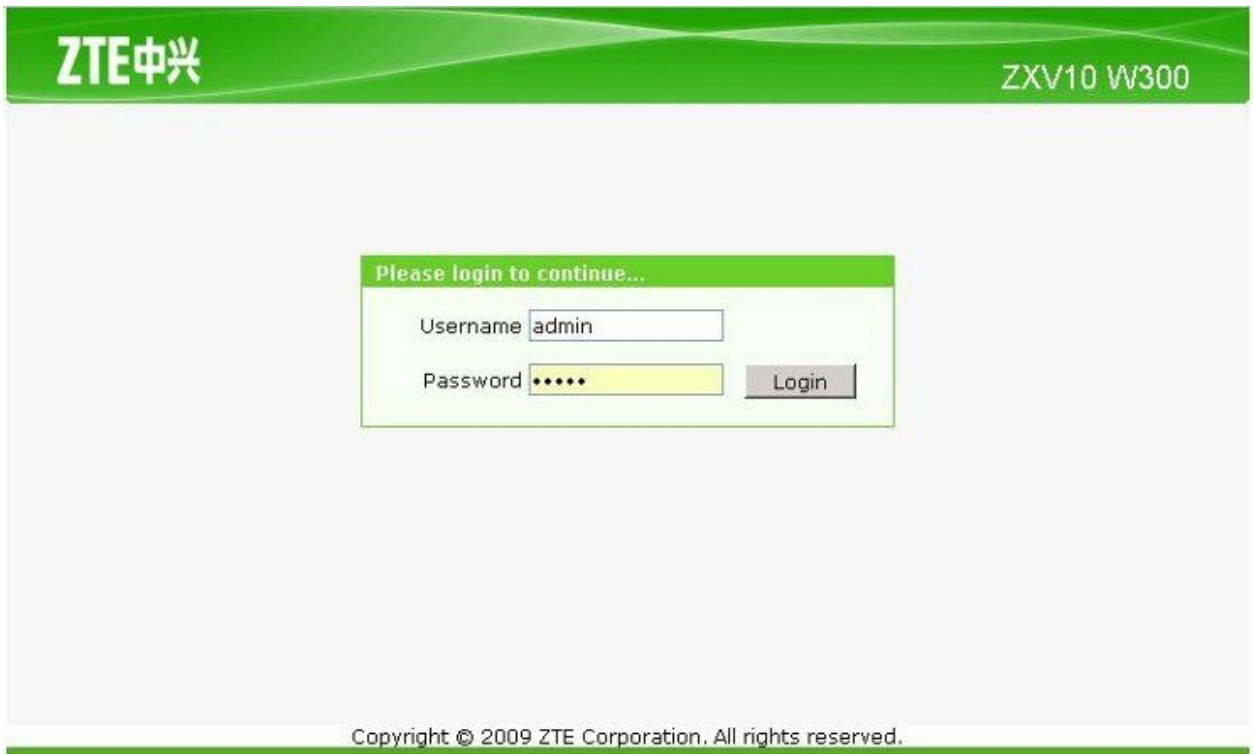 ZTE中兴
ZXV10 W300
Please login to continue...
Username admin
Password •••••
Login
Copyright © 2009 ZTE Corporation. All rights reserved.